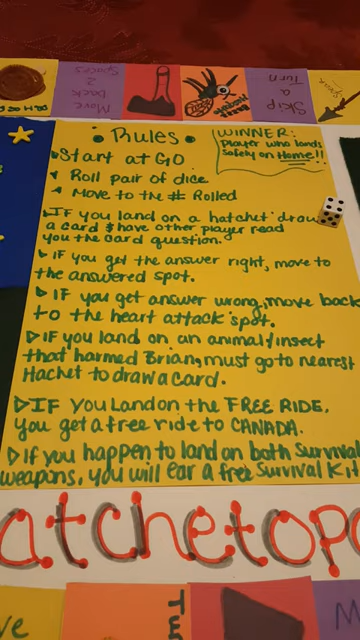 Move back
2 Spaces
Skip
a
Turn
Rules
WINNER:
Player who lands
safely on Home!!
Start at GO
Roll pair of dice
Move to the # Rolled
IF you land on a hatchet draw
a card & have other player read
you the card question.
IF you get the answer right, move to
the answered spot.
IF you get answer wrong, move back
to the heart attack spot.
IF you land on an animal/insect
that harmed Brian, must go to nearest
Hachet to draw a card.
IF you Land on the FREE RIDE,
you get a free ride to CANADA.
If you happen to land on both Survival
weapons, you will ear a free Survival Kit
atchetopo